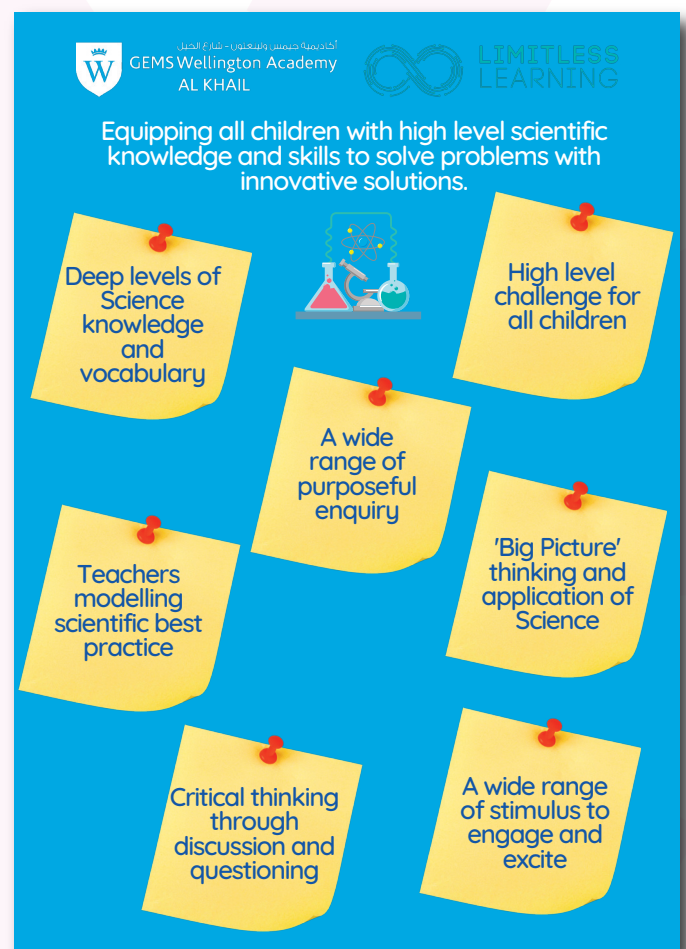 أكاديمية جيمس ولينغتون - شارع الخيل
GEMS Wellington Academy
AL KHAIL
W
LIMITLESS
LEARNING
Equipping all children with high level scientific
knowledge and skills to solve problems with
innovative solutions.
Deep levels of
Science
knowledge
and
vocabulary
High level
challenge for
all children
A wide
range of
purposeful
enquiry
'Big Picture'
thinking and
application of
Science
Teachers
modelling
scientific best
practice
Critical thinking
through
discussion and
questioning
A wide range
of stimulus to
engage and
excite